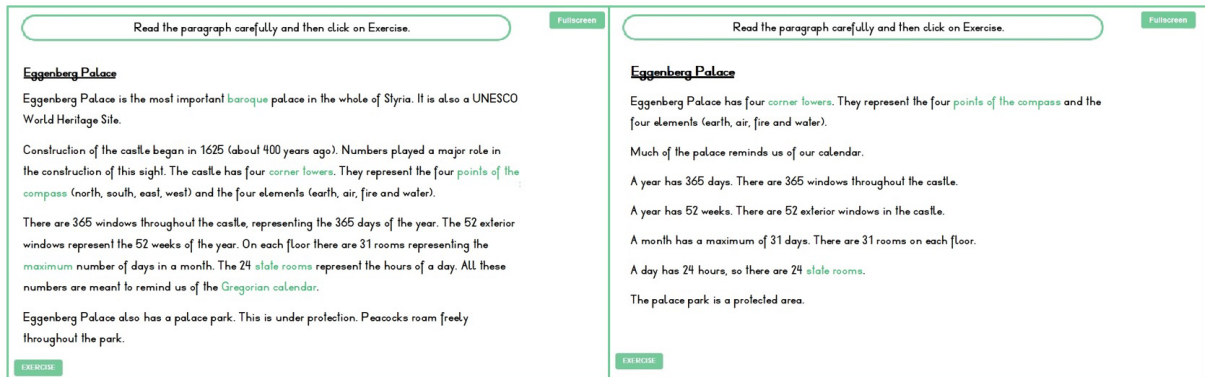 Fullscreen
Read the paragraph carefully and then click on Exercise.
Eggenberg Palace
Eggenberg Palace is the most important baroque palace in the whole of Styria. It is also a UNESCO
World Heritage Site.
Construction of the castle began in 1625 (about 400 years ago). Numbers played a major role in
the construction of this sight. The castle has four corner towers. They represent the four points of the
compass (north, south, east, west) and the four elements (earth, air, fire and water).
There are 365 windows throughout the castle, representing the 365 days of the year. The 52 exterior
windows represent the 52 weeks of the year. On each floor there are 31 rooms representing the
maximum number of days in a month. The 24 state rooms represent the hours of a day. All these
numbers are meant to remind us of the Gregorian calendar.
Eggenberg Palace also has a palace park. This is under protection. Peacocks roam freely
throughout the park.
EXERCISE
Fullscreen
Read the paragraph carefully and then click on Exercise.
Eggenberg Palace
Eggenberg Palace has four corner towers. They represent the four points of the compass and the
four elements (earth, air, fire and water).
Much of the palace reminds us of our calendar.
A year has 365 days. There are 365 windows throughout the castle.
A year has 52 weeks. There are 52 exterior windows in the castle.
A month has a maximum of 31 days. There are 31 rooms on each floor.
A day has 24 hours, so there are 24 state rooms.
The palace park is a protected area.
EXERCISE